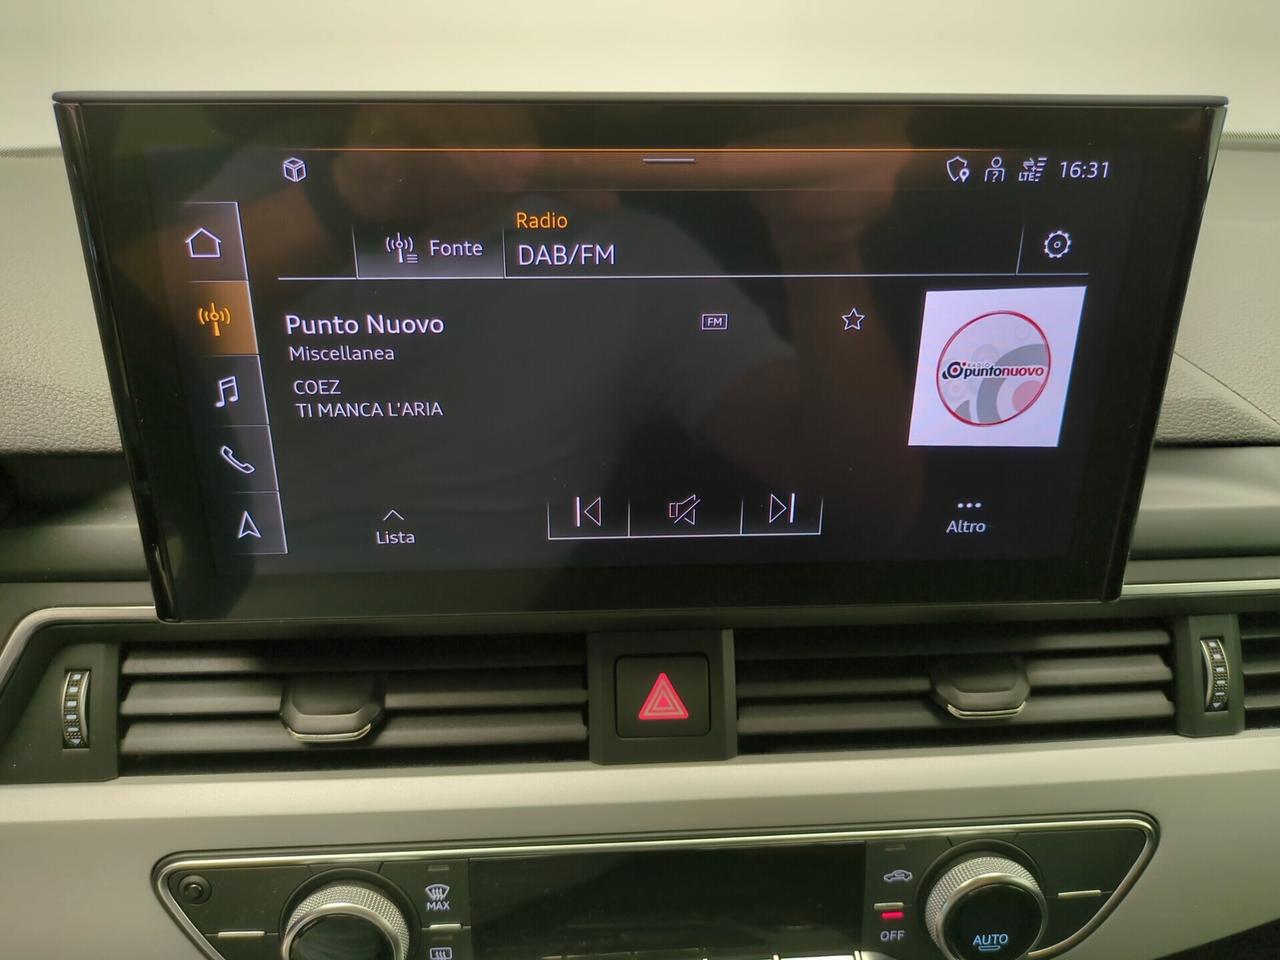 LTE 16:31
Radio
Fonte DAB/FM
Punto Nuovo FM
Miscellanea
COEZ
TI MANCA L'ARIA
RADIO
puntonuovo
Lista
Altro
MAX
OFF
AUTO